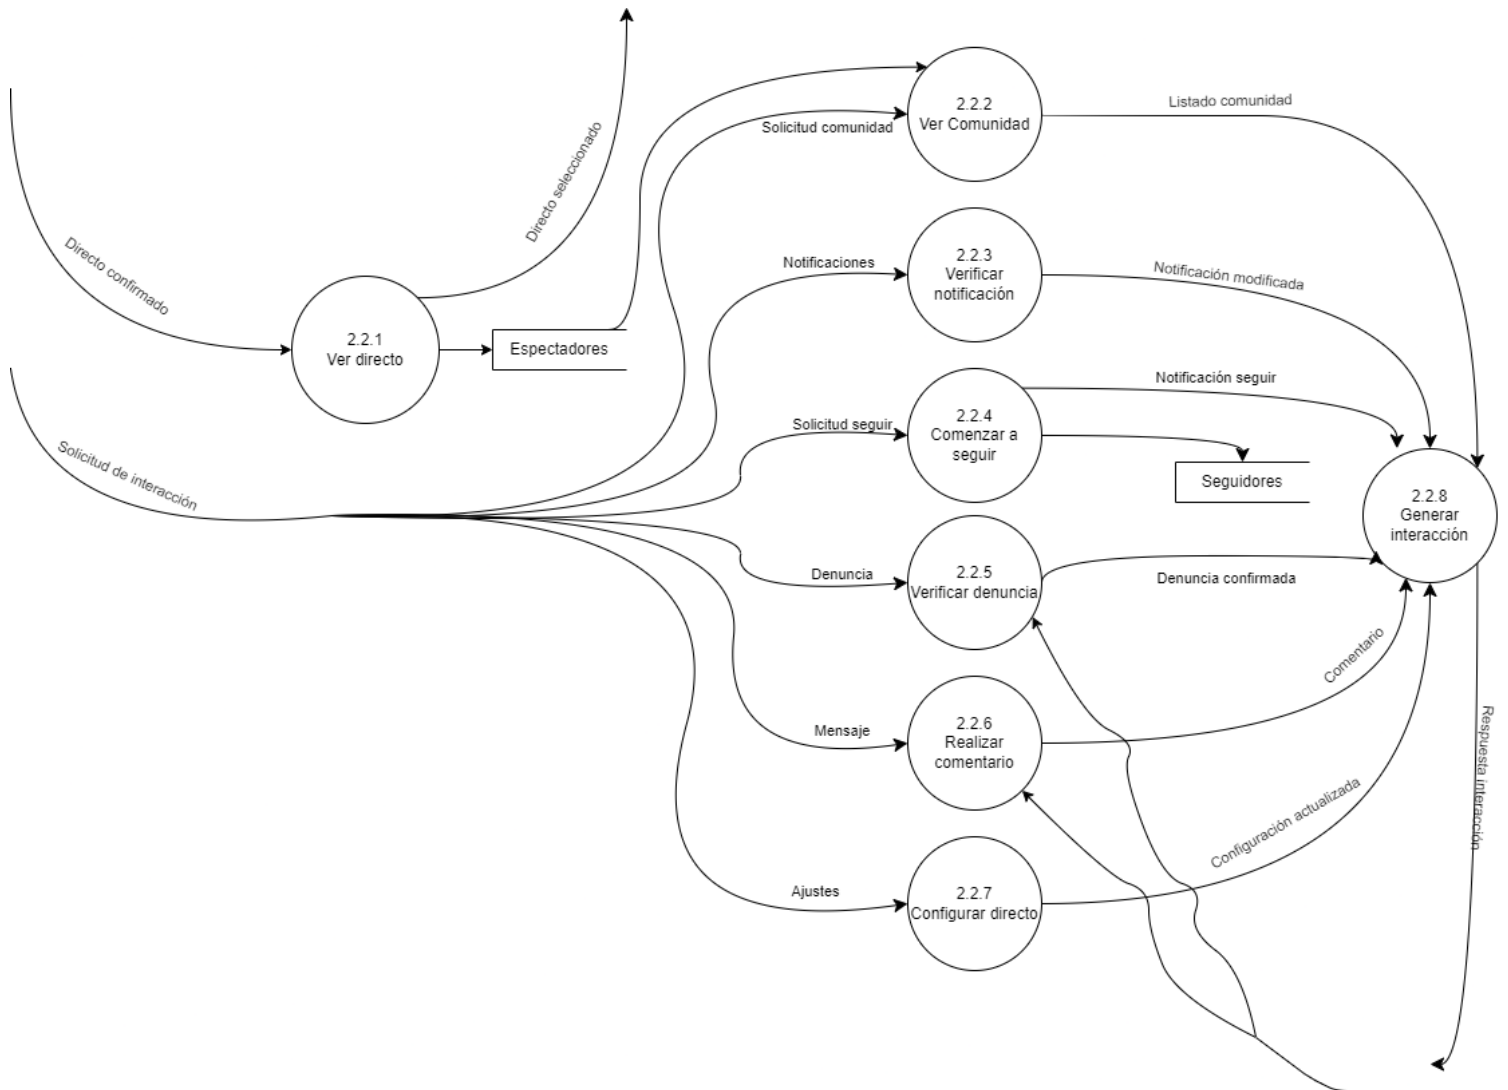 2.2.2
Ver Comunidad
Listado comunidad
Solicitud comunidad
Directo seleccionado
Directo confirmado
2.2.1
Ver directo
Espectadores
Notificaciones
2.2.3
Verificar
notificación
Notificación modificada
Solicitud de interacción
Solicitud seguir
2.2.4
Comenzar a
seguir
Notificación seguir
Seguidores
2.2.8
Generar
interacción
Denuncia
2.2.5
Verificar denuncia
Denuncia confirmada
Mensaje
2.2.6
Realizar
comentario
Comentario
Respuesta interacción
Ajustes
2.2.7
Configurar directo
Configuración actualizada